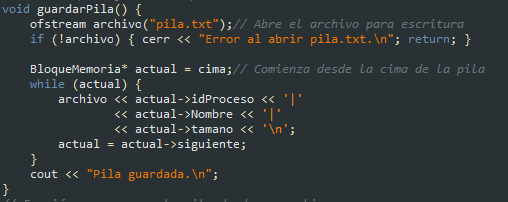 void guardarPila() {
    ofstream archivo("pila.txt");// Abre el archivo para escritura
    if (!archivo) { cerr << "Error al abrir pila.txt.\n"; return; }

    BloqueMemoria* actual = cima;// Comienza desde la cima de la pila
    while (actual) {
        archivo << actual->idProceso << '|'
                << actual->Nombre << '|'
                << actual->tamano << '\n';
        actual = actual->siguiente;
    }
    cout << "Pila guardada.\n";
}